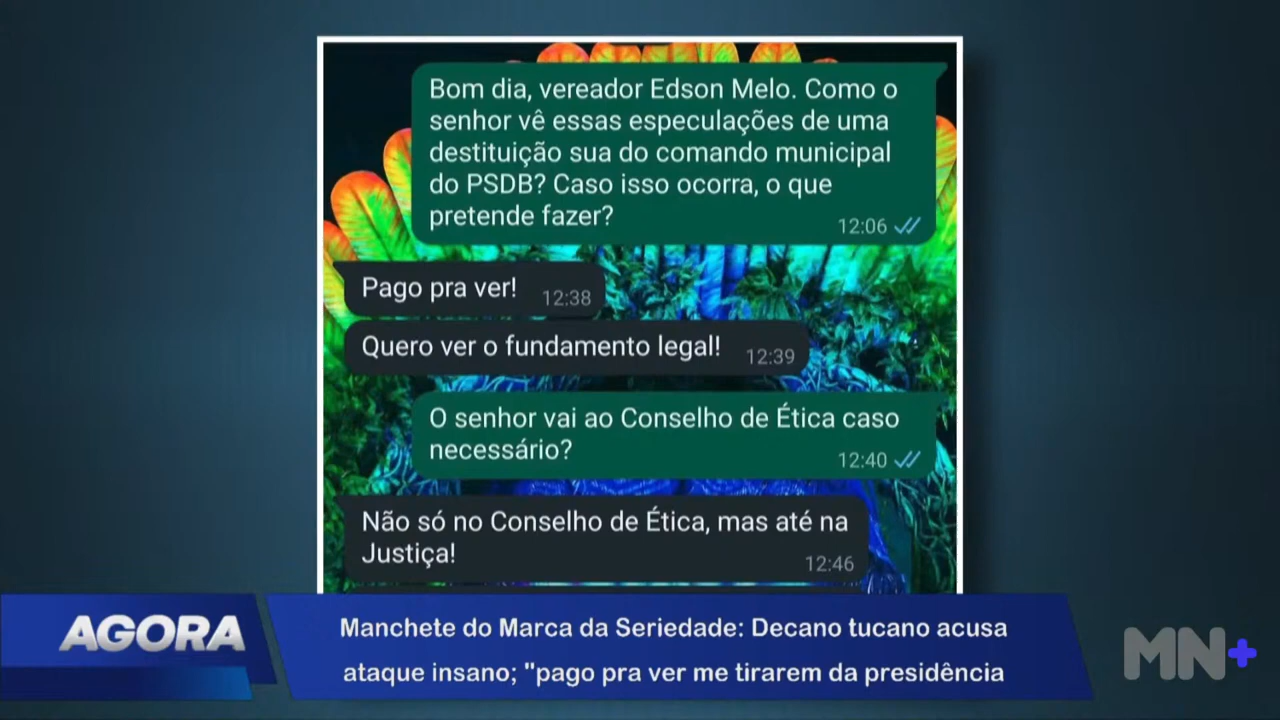 Bom dia, vereador Edson Melo. Como o
senhor vê essas especulações de uma
destituição sua do comando municipal
do PSDB? Caso isso ocorra, o que
pretende fazer?
12:06
Pago pra ver!
12:38
Quero ver o fundamento legal!
12:39
O senhor vai ao Conselho de Ética caso
necessário?
12:40
Não só no Conselho de Ética, mas até na
Justiça!
12:46
AGORA
Manchete do Marca da Seriedade: Decano tucano acusa
ataque insano; "pago pra ver me tirarem da presidência
MN+